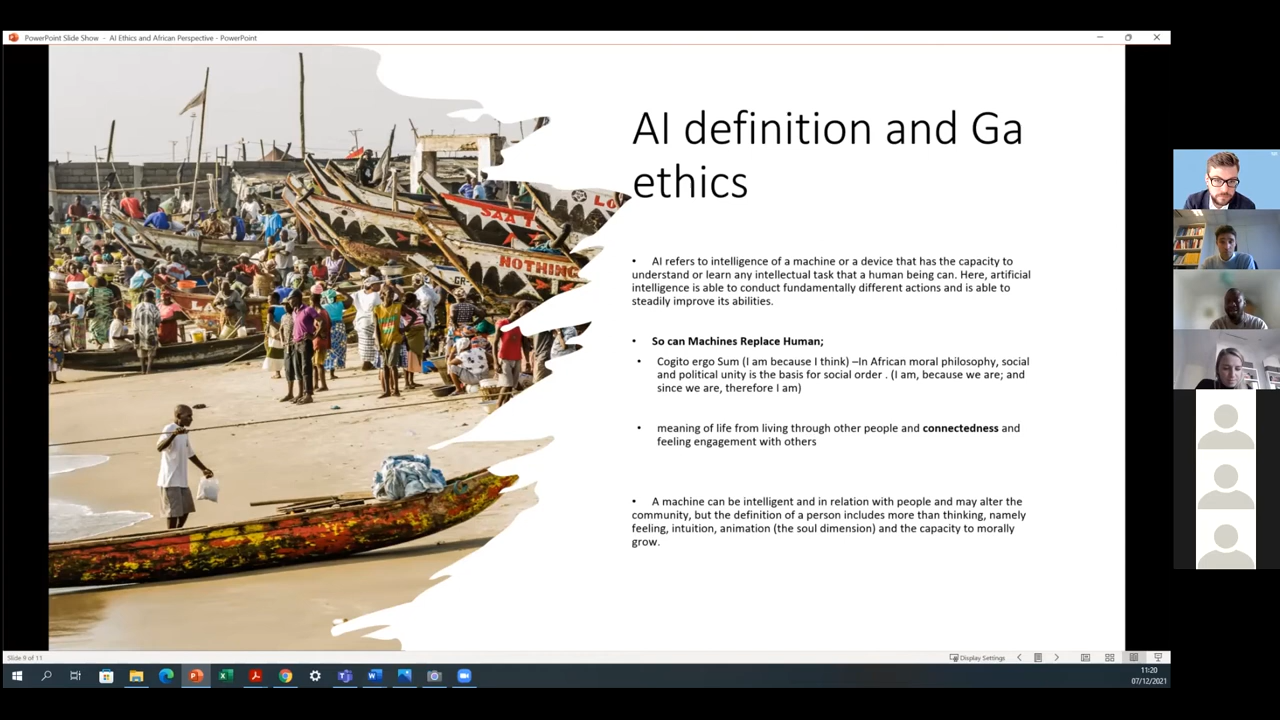 PowerPoint Slide Show - AI Ethics and African Perspective - PowerPoint
AI definition and Ga
ethics
• AI refers to intelligence of a machine or a device that has the capacity to
understand or learn any intellectual task that a human being can. Here, artificial
intelligence is able to conduct fundamentally different actions and is able to
steadily improve its abilities.
• So can Machines Replace Human;
• Cogito ergo Sum (I am because I think) –In African moral philosophy, social
and political unity is the basis for social order . (I am, because we are; and
since we are, therefore I am)
• meaning of life from living through other people and connectedness and
feeling engagement with others
• A machine can be intelligent and in relation with people and may alter the
community, but the definition of a person includes more than thinking, namely
feeling, intuition, animation (the soul dimension) and the capacity to morally
grow.
SAA
LO
NOTHING
GR-
Slide 9 of 11
Display Settings
11:20
07/12/2021